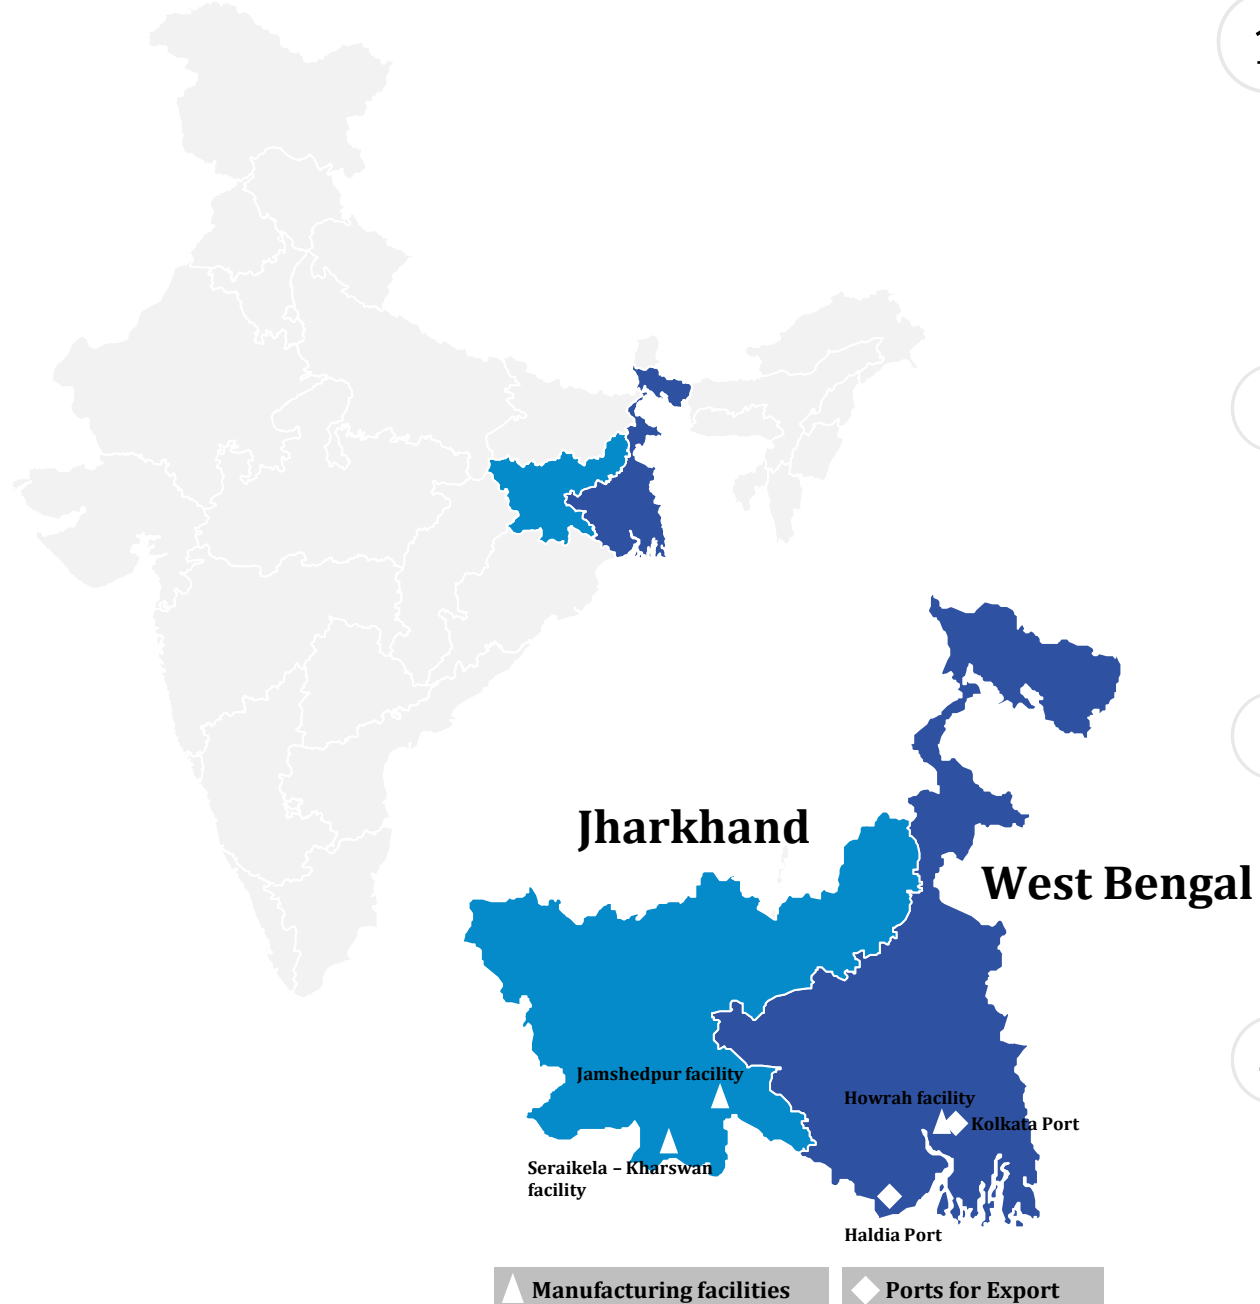 Jharkhand
West Bengal
Jamshedpur facility
Howrah facility
Kolkata Port
Seraikela – Kharswan
facility
Haldia Port
Manufacturing facilities
Ports for Export